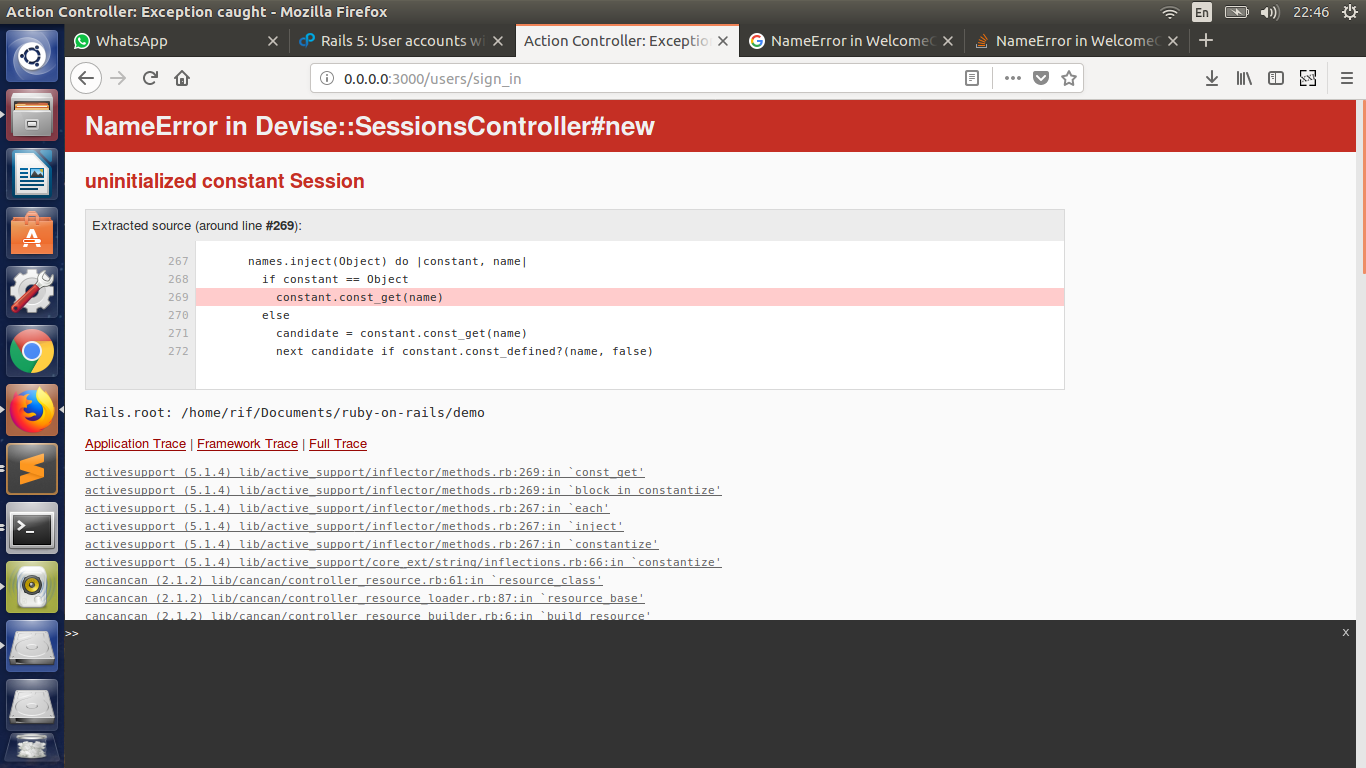 Action Controller: Exception caught - Mozilla Firefox
En
22:46
WhatsApp
Rails 5: User accounts wi
Action Controller: Exceptio
NameError in WelcomeC
NameError in WelcomeC
0.0.0.0:3000/users/sign_in
NameError in Devise::SessionsController#new
uninitialized constant Session
Extracted source (around line #269):
267 names.inject(Object) do |constant, name|
268 if constant == Object
269 constant.const_get(name)
270 else
271 candidate = constant.const_get(name)
272 next candidate if constant.const_defined?(name, false)
Rails.root: /home/rif/Documents/ruby-on-rails/demo
Application Trace | Framework Trace | Full Trace
activesupport (5.1.4) lib/active_support/inflector/methods.rb:269:in `const_get'
activesupport (5.1.4) lib/active_support/inflector/methods.rb:269:in `block in constantize'
activesupport (5.1.4) lib/active_support/inflector/methods.rb:267:in `each'
activesupport (5.1.4) lib/active_support/inflector/methods.rb:267:in `inject'
activesupport (5.1.4) lib/active_support/inflector/methods.rb:267:in `constantize'
activesupport (5.1.4) lib/active_support/core_ext/string/inflections.rb:66:in `constantize'
cancancan (2.1.2) lib/cancan/controller_resource.rb:61:in `resource_class'
cancancan (2.1.2) lib/cancan/controller_resource_loader.rb:87:in `resource_base'
cancancan (2.1.2) lib/cancan/controller_resource_builder.rb:6:in `build_resource'
>>
x